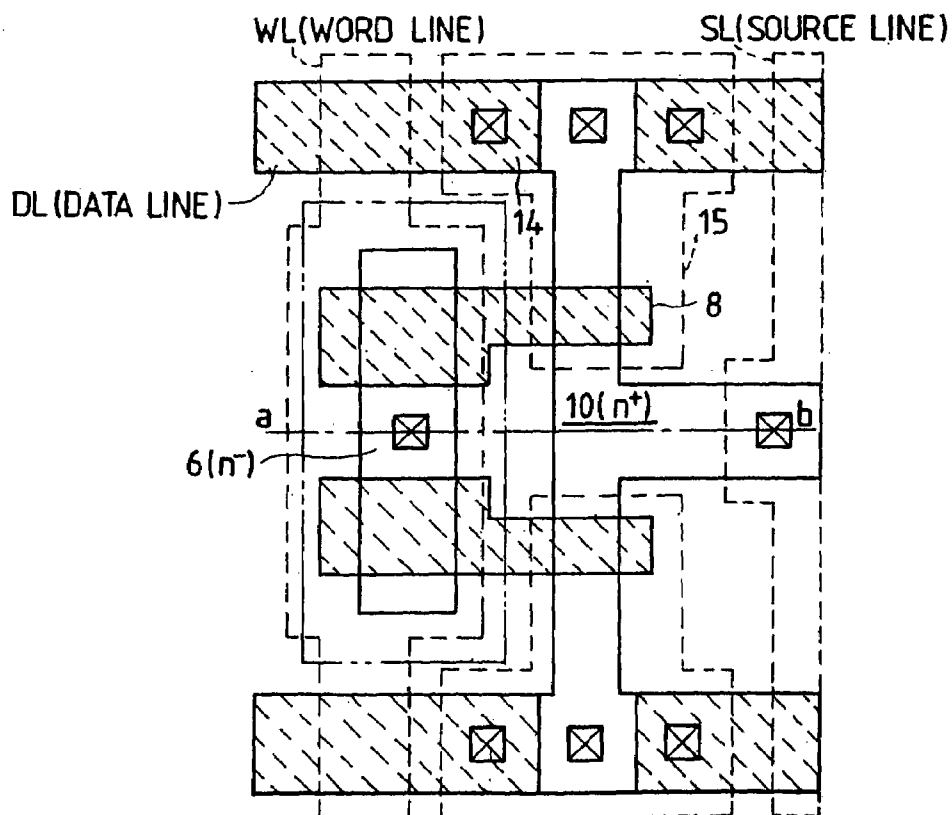 WL(WORD LINE)
SL(SOURCE LINE)
DL(DATA LINE)
14
15
8
a
10(n⁺)
b
6(n⁻)